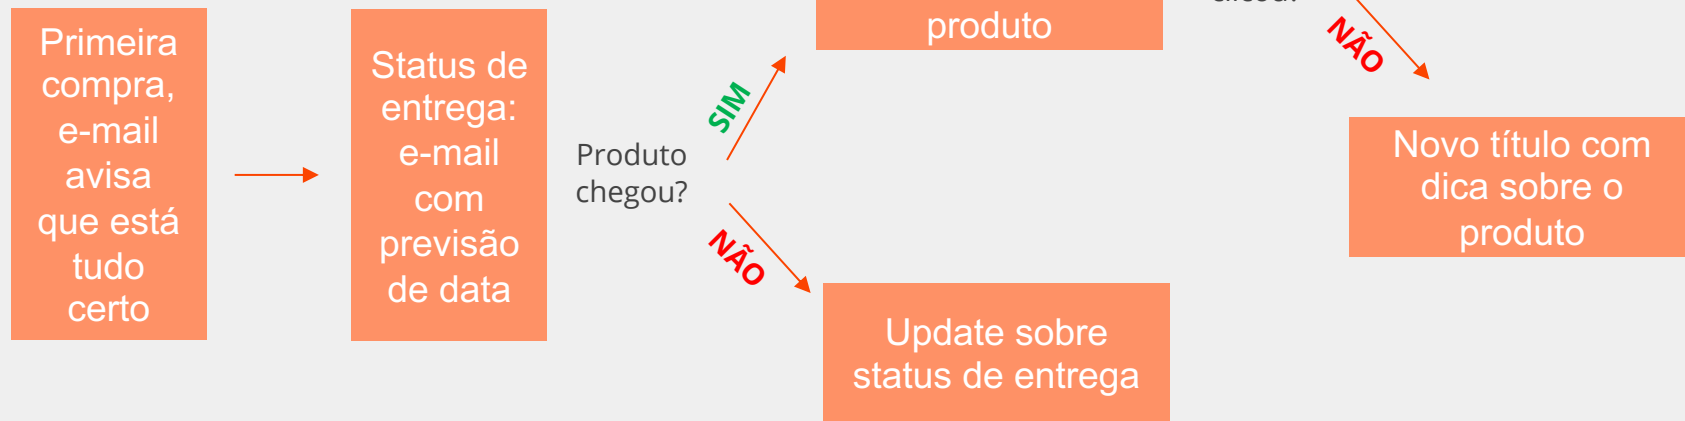 Primeira
compra,
e-mail
avisa
que está
tudo
certo
Status de
entrega:
e-mail
com
previsão
de data
Produto
chegou?
SIM
NÃO
produto
Update sobre
status de entrega
NÃO
Novo título com
dica sobre o
produto